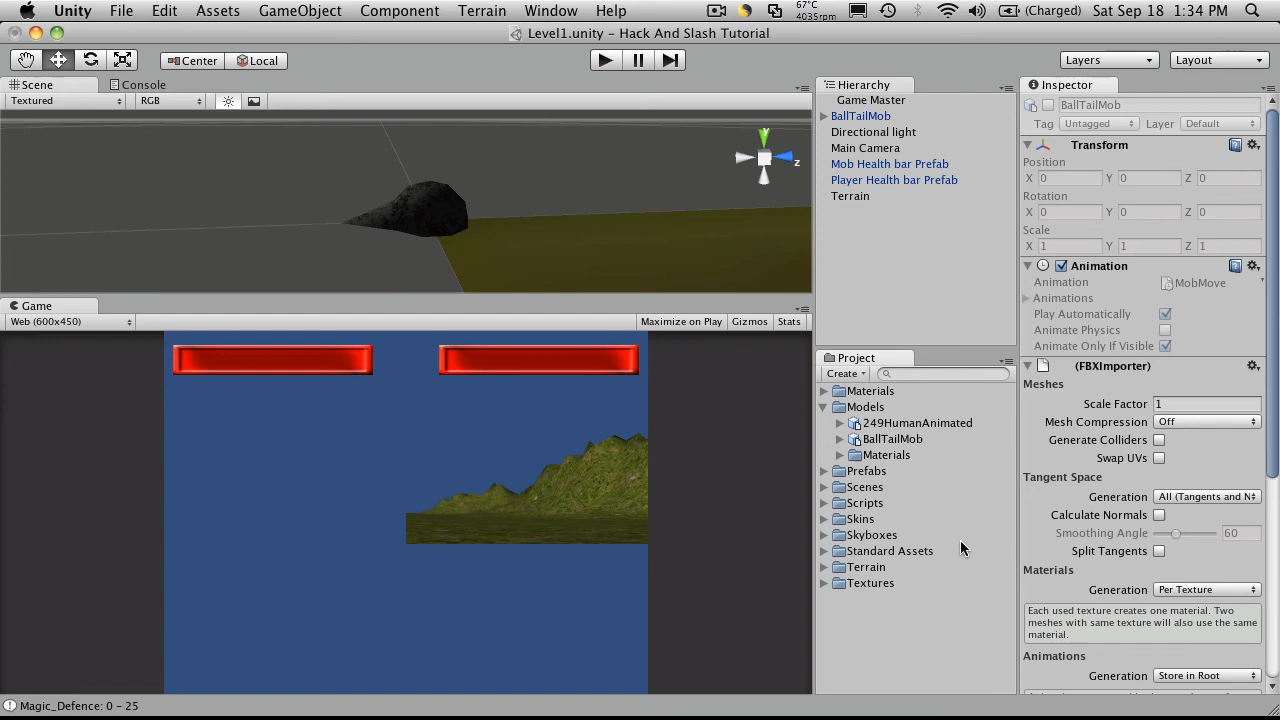 Unity File Edit Assets GameObject Component Terrain Window Help 67°C 4035rpm (Charged) Sat Sep 18 1:34 PM
Level1.unity - Hack And Slash Tutorial
Center Local Layers Layout
Scene Console
Textured RGB
y
z
Game
Web (600x450) Maximize on Play Gizmos Stats
Hierarchy
Game Master
BallTailMob
Directional light
Main Camera
Mob Health bar Prefab
Player Health bar Prefab
Terrain
Project
Create
Materials
Models
249HumanAnimated
BallTailMob
Materials
Prefabs
Scenes
Scripts
Skins
Skyboxes
Standard Assets
Terrain
Textures
Inspector
BallTailMob
Tag Untagged Layer Default
Transform
Position
X 0 Y 0 Z 0
Rotation
X 0 Y 0 Z 0
Scale
X 1 Y 1 Z 1
Animation
Animation MobMove
Animations
Play Automatically
Animate Physics
Animate Only If Visible
(FBXImporter)
Meshes
Scale Factor 1
Mesh Compression Off
Generate Colliders
Swap UVs
Tangent Space
Generation All (Tangents and N
Calculate Normals
Smoothing Angle 60
Split Tangents
Materials
Generation Per Texture
Each used texture creates one material. Two
meshes with same texture will also use the same
material.
Animations
Generation Store in Root
Magic_Defence: 0 - 25